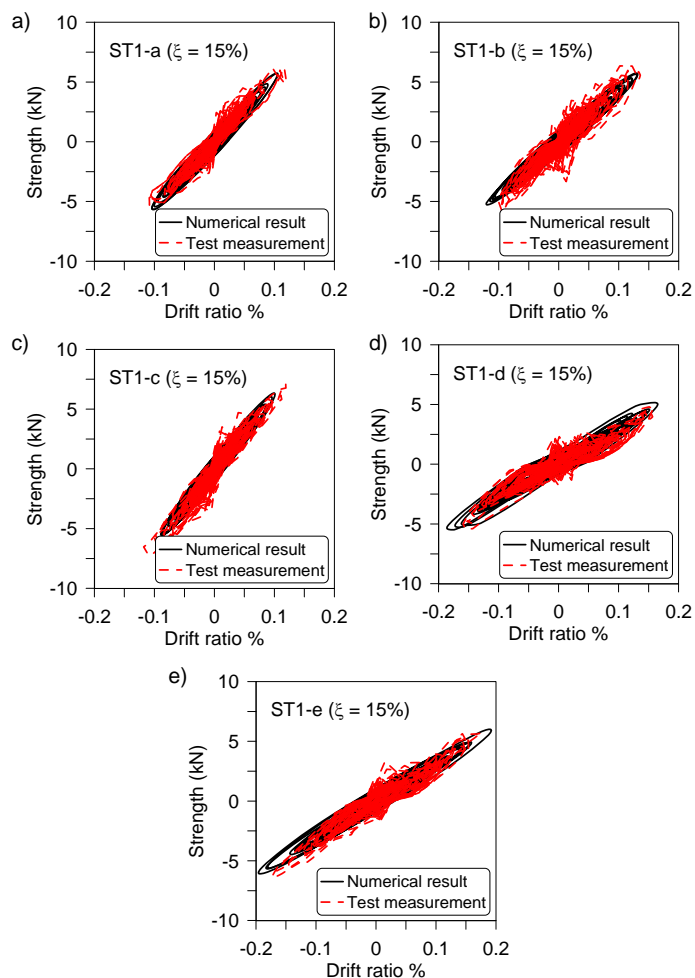 a)
ST1-a (ξ = 15%)
Strength (kN)
10
5
0
-5
-10
-0.2 -0.1 0 0.1 0.2
Drift ratio %
Numerical result
Test measurement
b)
ST1-b (ξ = 15%)
Strength (kN)
10
5
0
-5
-10
-0.2 -0.1 0 0.1 0.2
Drift ratio %
Numerical result
Test measurement
c)
ST1-c (ξ = 15%)
Strength (kN)
10
5
0
-5
-10
-0.2 -0.1 0 0.1 0.2
Drift ratio %
Numerical result
Test measurement
d)
ST1-d (ξ = 15%)
Strength (kN)
10
5
0
-5
-10
-0.2 -0.1 0 0.1 0.2
Drift ratio %
Numerical result
Test measurement
e)
ST1-e (ξ = 15%)
Strength (kN)
10
5
0
-5
-10
-0.2 -0.1 0 0.1 0.2
Drift ratio %
Numerical result
Test measurement